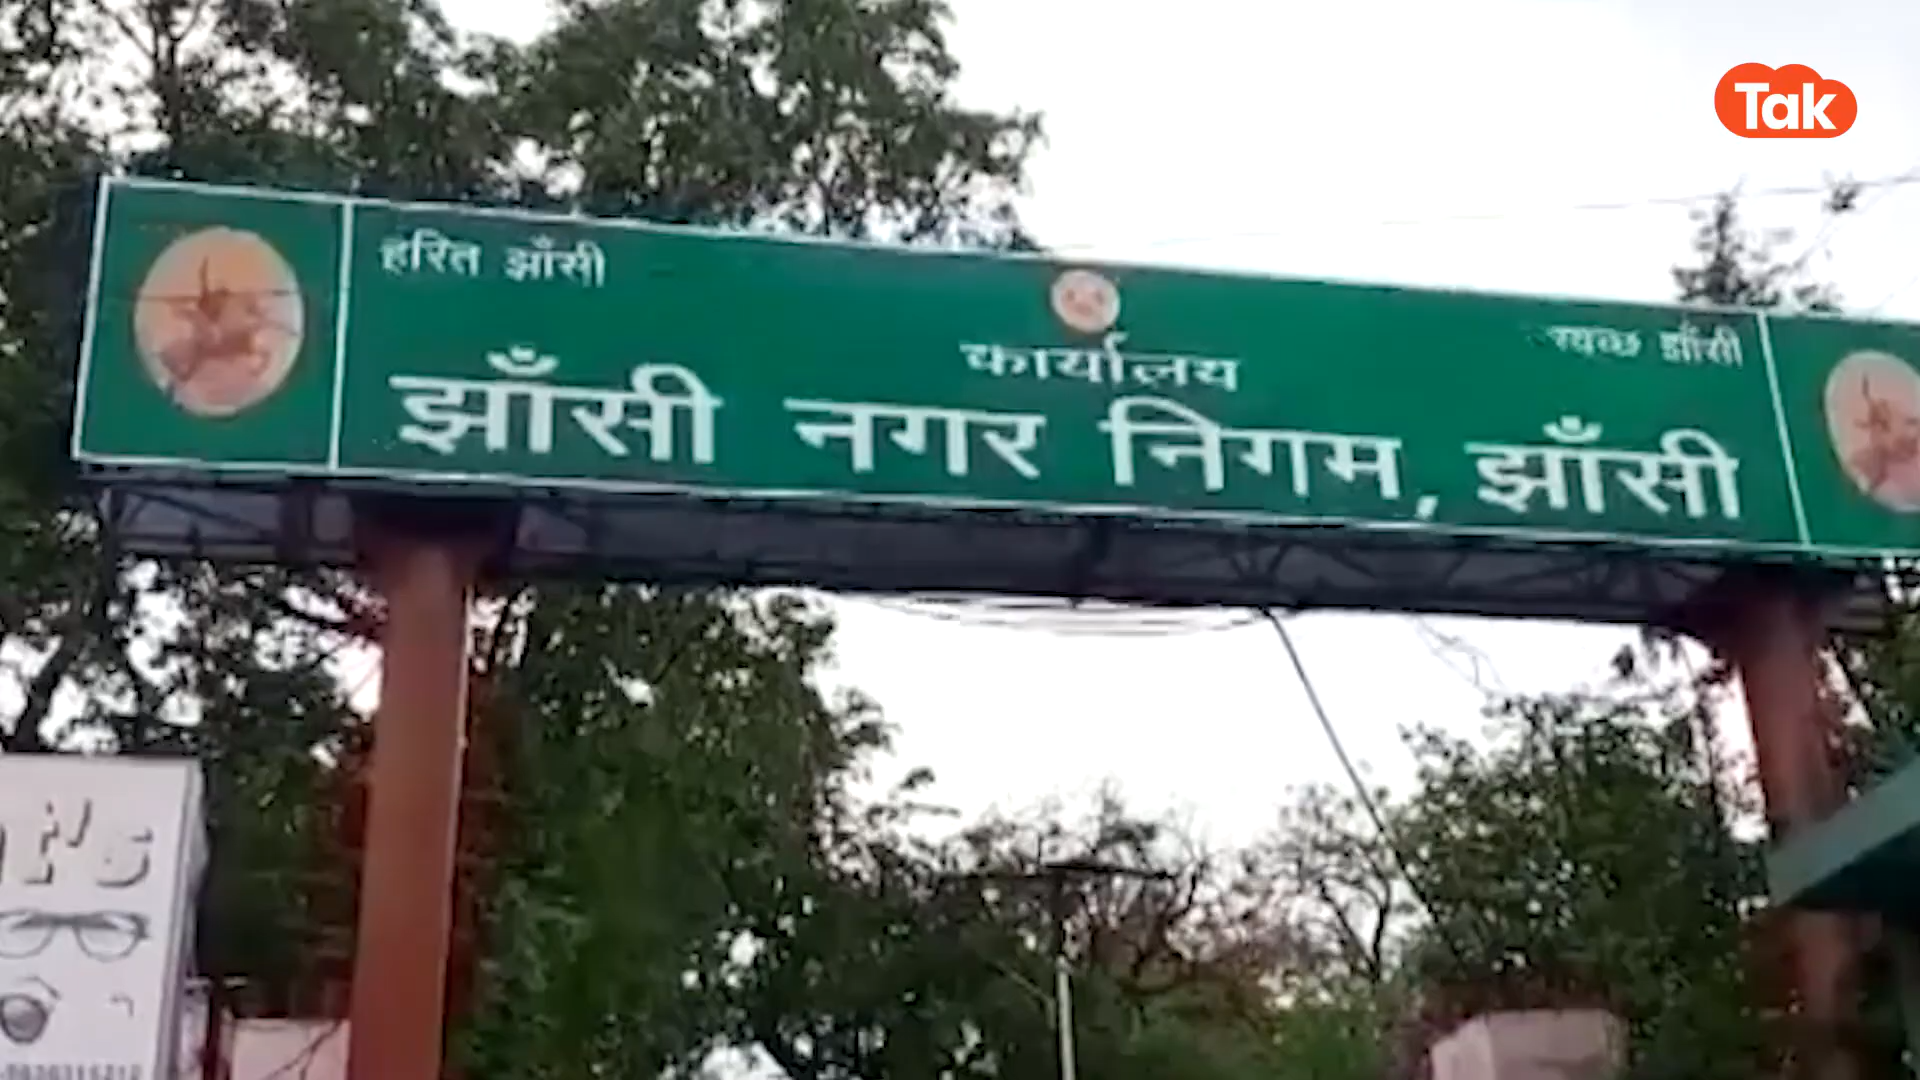 Tak
हरित झाँसी
स्वच्छ झाँसी
कार्यालय
झाँसी नगर निगम, झाँसी